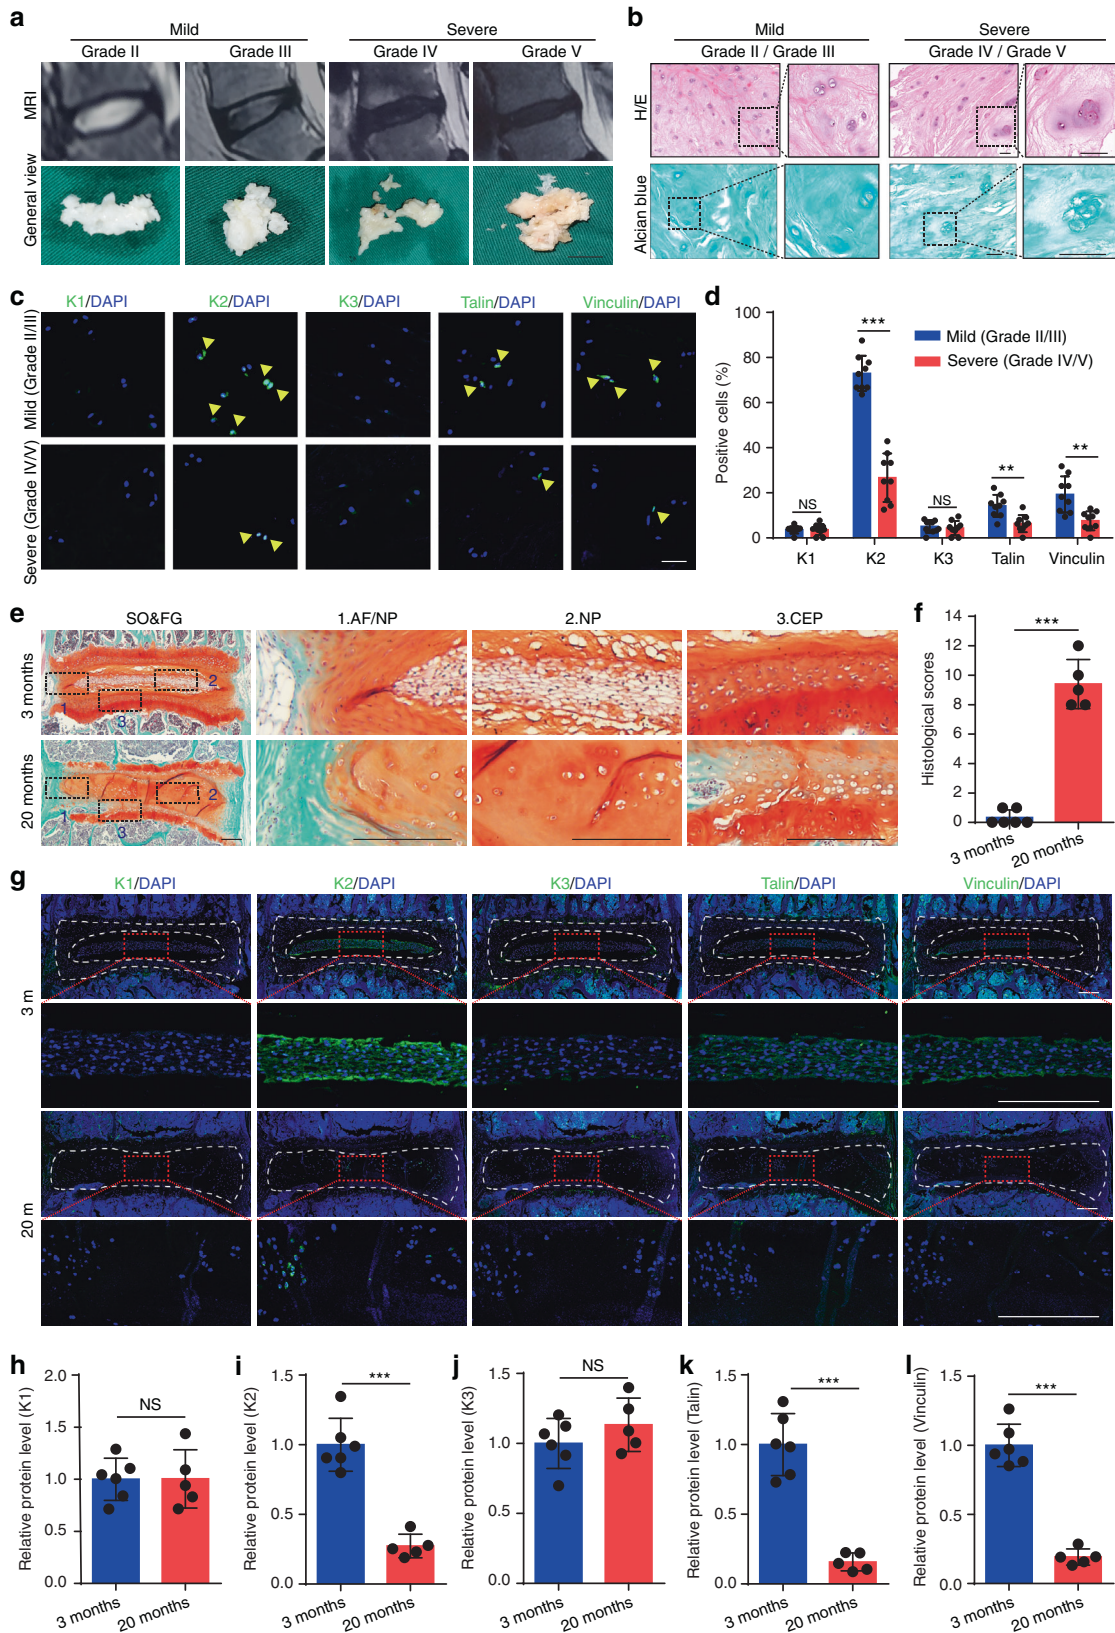 a
Mild
Severe
Grade II
Grade III
Grade IV
Grade V
MRI
General view
b
Mild
Severe
Grade II / Grade III
Grade IV / Grade V
H/E
Alcian blue
c
K1/DAPI
K2/DAPI
K3/DAPI
Talin/DAPI
Vinculin/DAPI
Mild (Grade II/III)
Severe (Grade IV/V)
d
Positive cells (%)
100
80
60
40
20
0
NS
***
NS
**
**
Mild (Grade II/III)
Severe (Grade IV/V)
K1
K2
K3
Talin
Vinculin
e
SO&FG
1.AF/NP
2.NP
3.CEP
3 months
1
2
3
20 months
1
2
3
f
Histological scores
14
12
10
8
6
4
2
0
***
3 months
20 months
g
K1/DAPI
K2/DAPI
K3/DAPI
Talin/DAPI
Vinculin/DAPI
3 m
20 m
h
Relative protein level (K1)
2.0
1.5
1.0
0.5
0.0
NS
3 months
20 months
i
Relative protein level (K2)
1.5
1.0
0.5
0.0
***
3 months
20 months
j
Relative protein level (K3)
1.5
1.0
0.5
0.0
NS
3 months
20 months
k
Relative protein level (Talin)
1.5
1.0
0.5
0.0
***
3 months
20 months
l
Relative protein level (Vinculin)
1.5
1.0
0.5
0.0
***
3 months
20 months